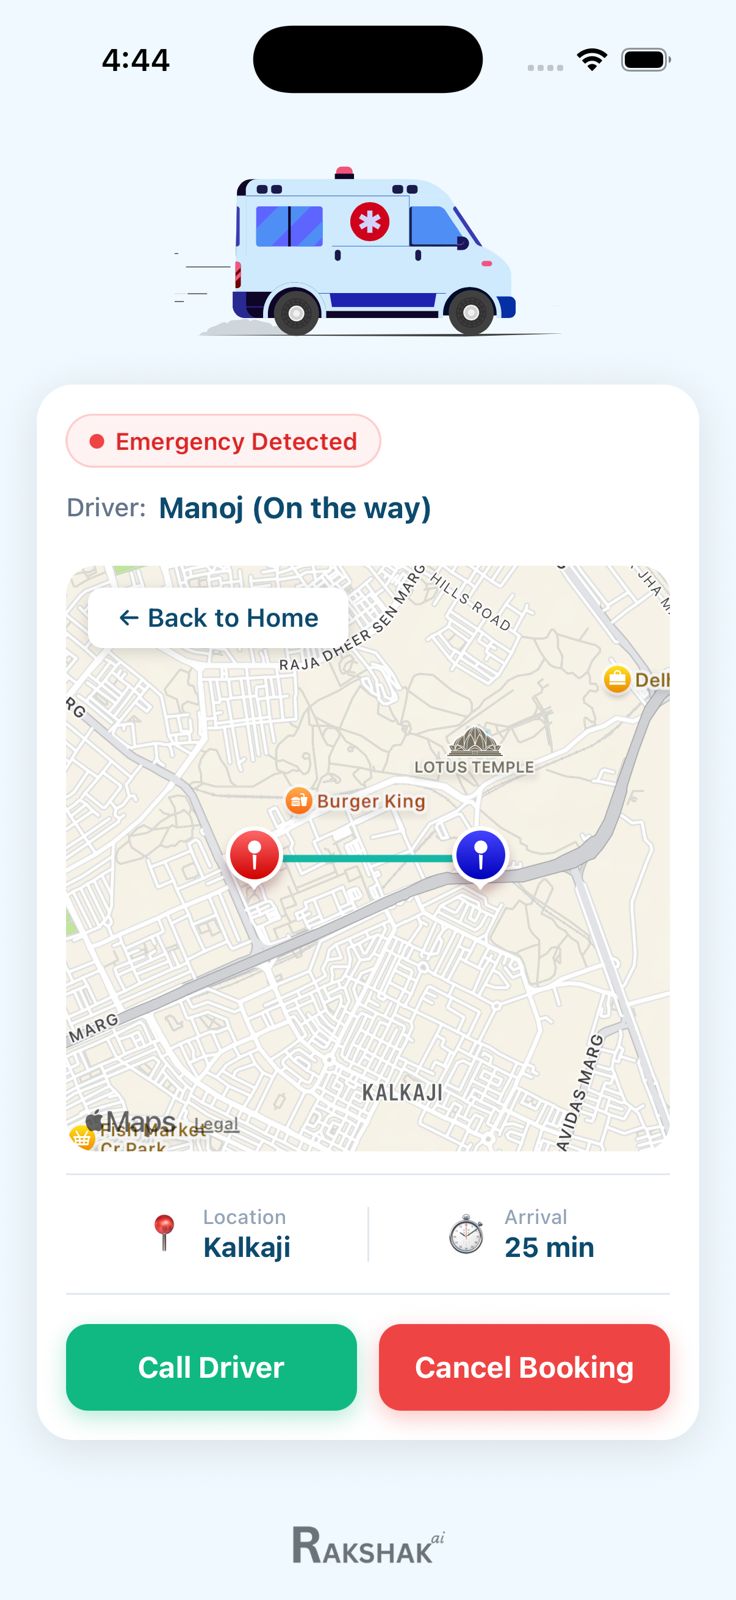 4:44
Emergency Detected
Driver: Manoj (On the way)
← Back to Home
RAJA DHEER SEN MARG
HILLS ROAD
JHA M
RG
Delh
LOTUS TEMPLE
Burger King
MARG
KALKAJI
AVIDAS MARG
Maps Legal
Fish Market
Cr Park
Location
Kalkaji
Arrival
25 min
Call Driver
Cancel Booking
RAKSHAK ai